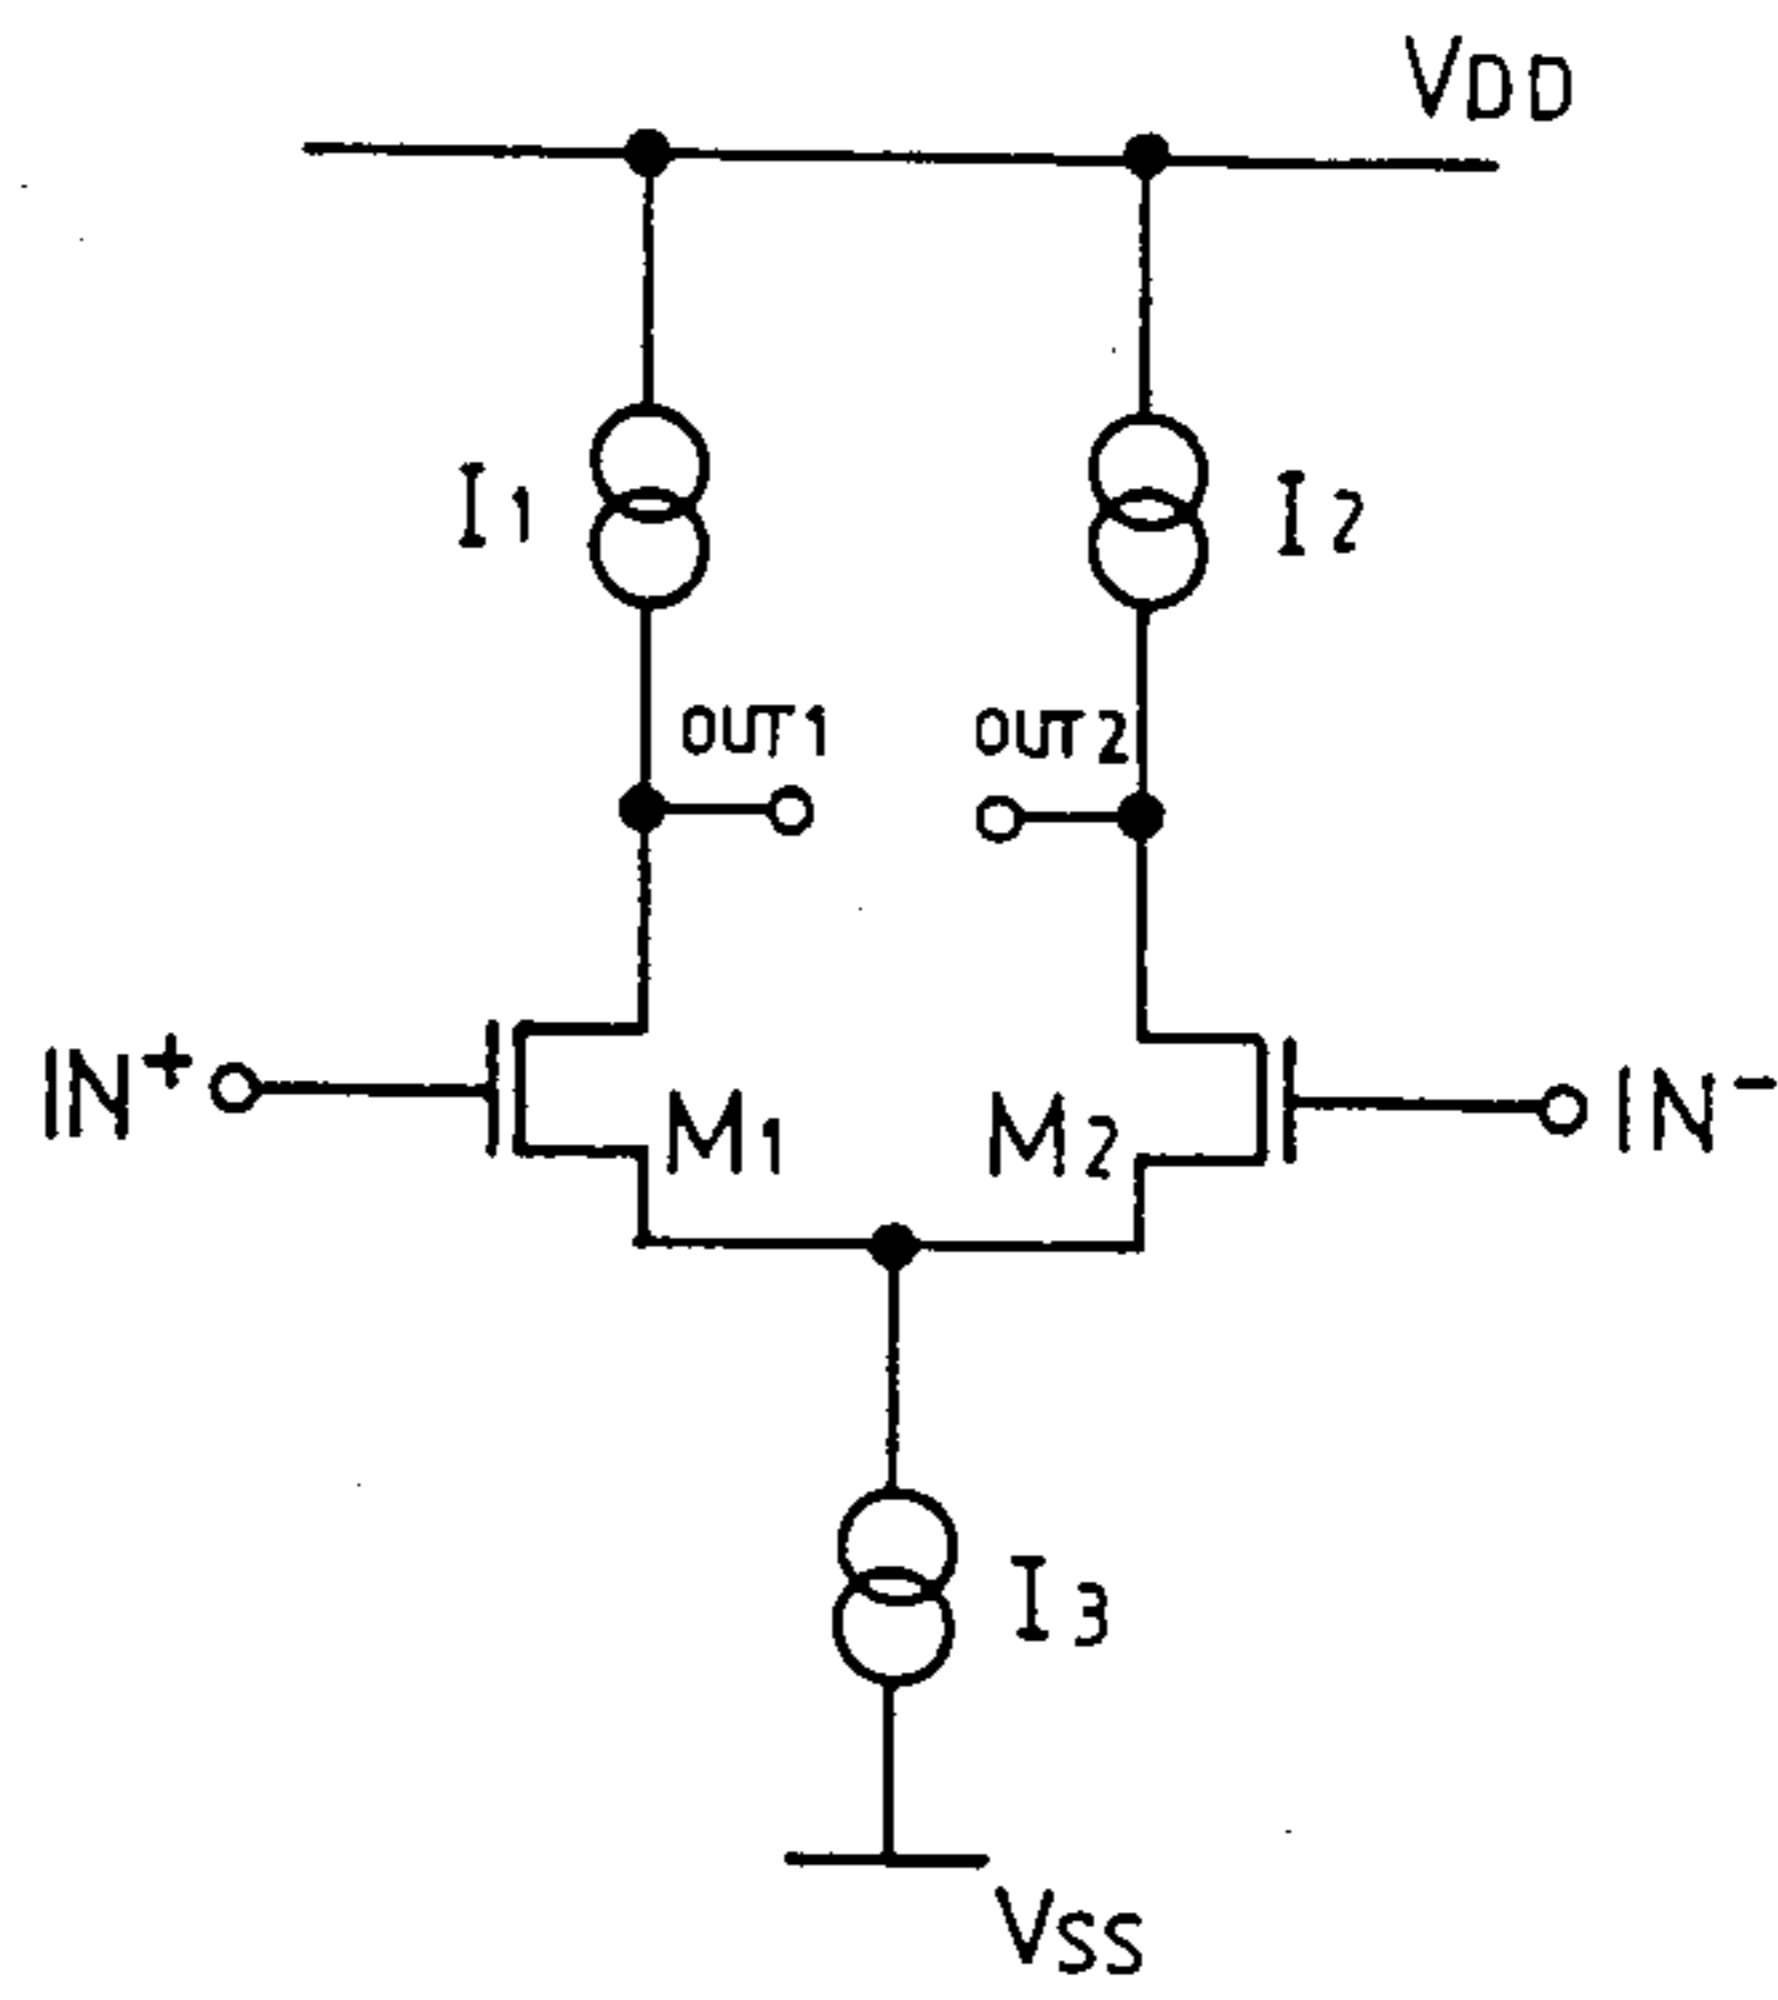 VDD
I1
I2
OUT1
OUT2
IN+
M1
M2
IN-
I3
VSS